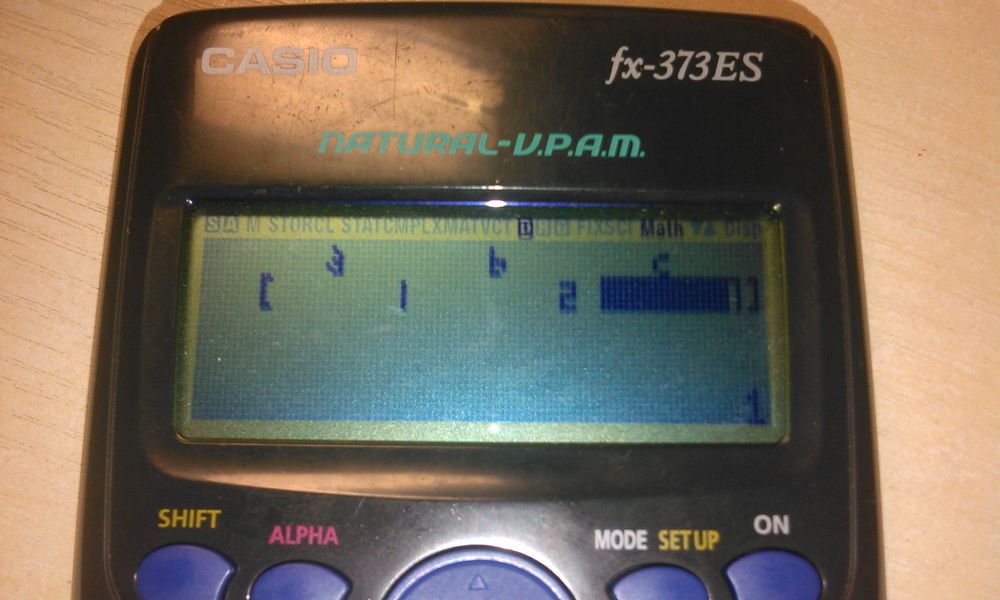 CASIO fx-373ES
NATURAL-V.P.A.M.
S A M STO RCL STAT CMPLX MAT VCT D R G FIX SCI Math ▼▲ Disp
a b c
[ 1 2 1]
1
SHIFT
ALPHA
MODE SETUP
ON